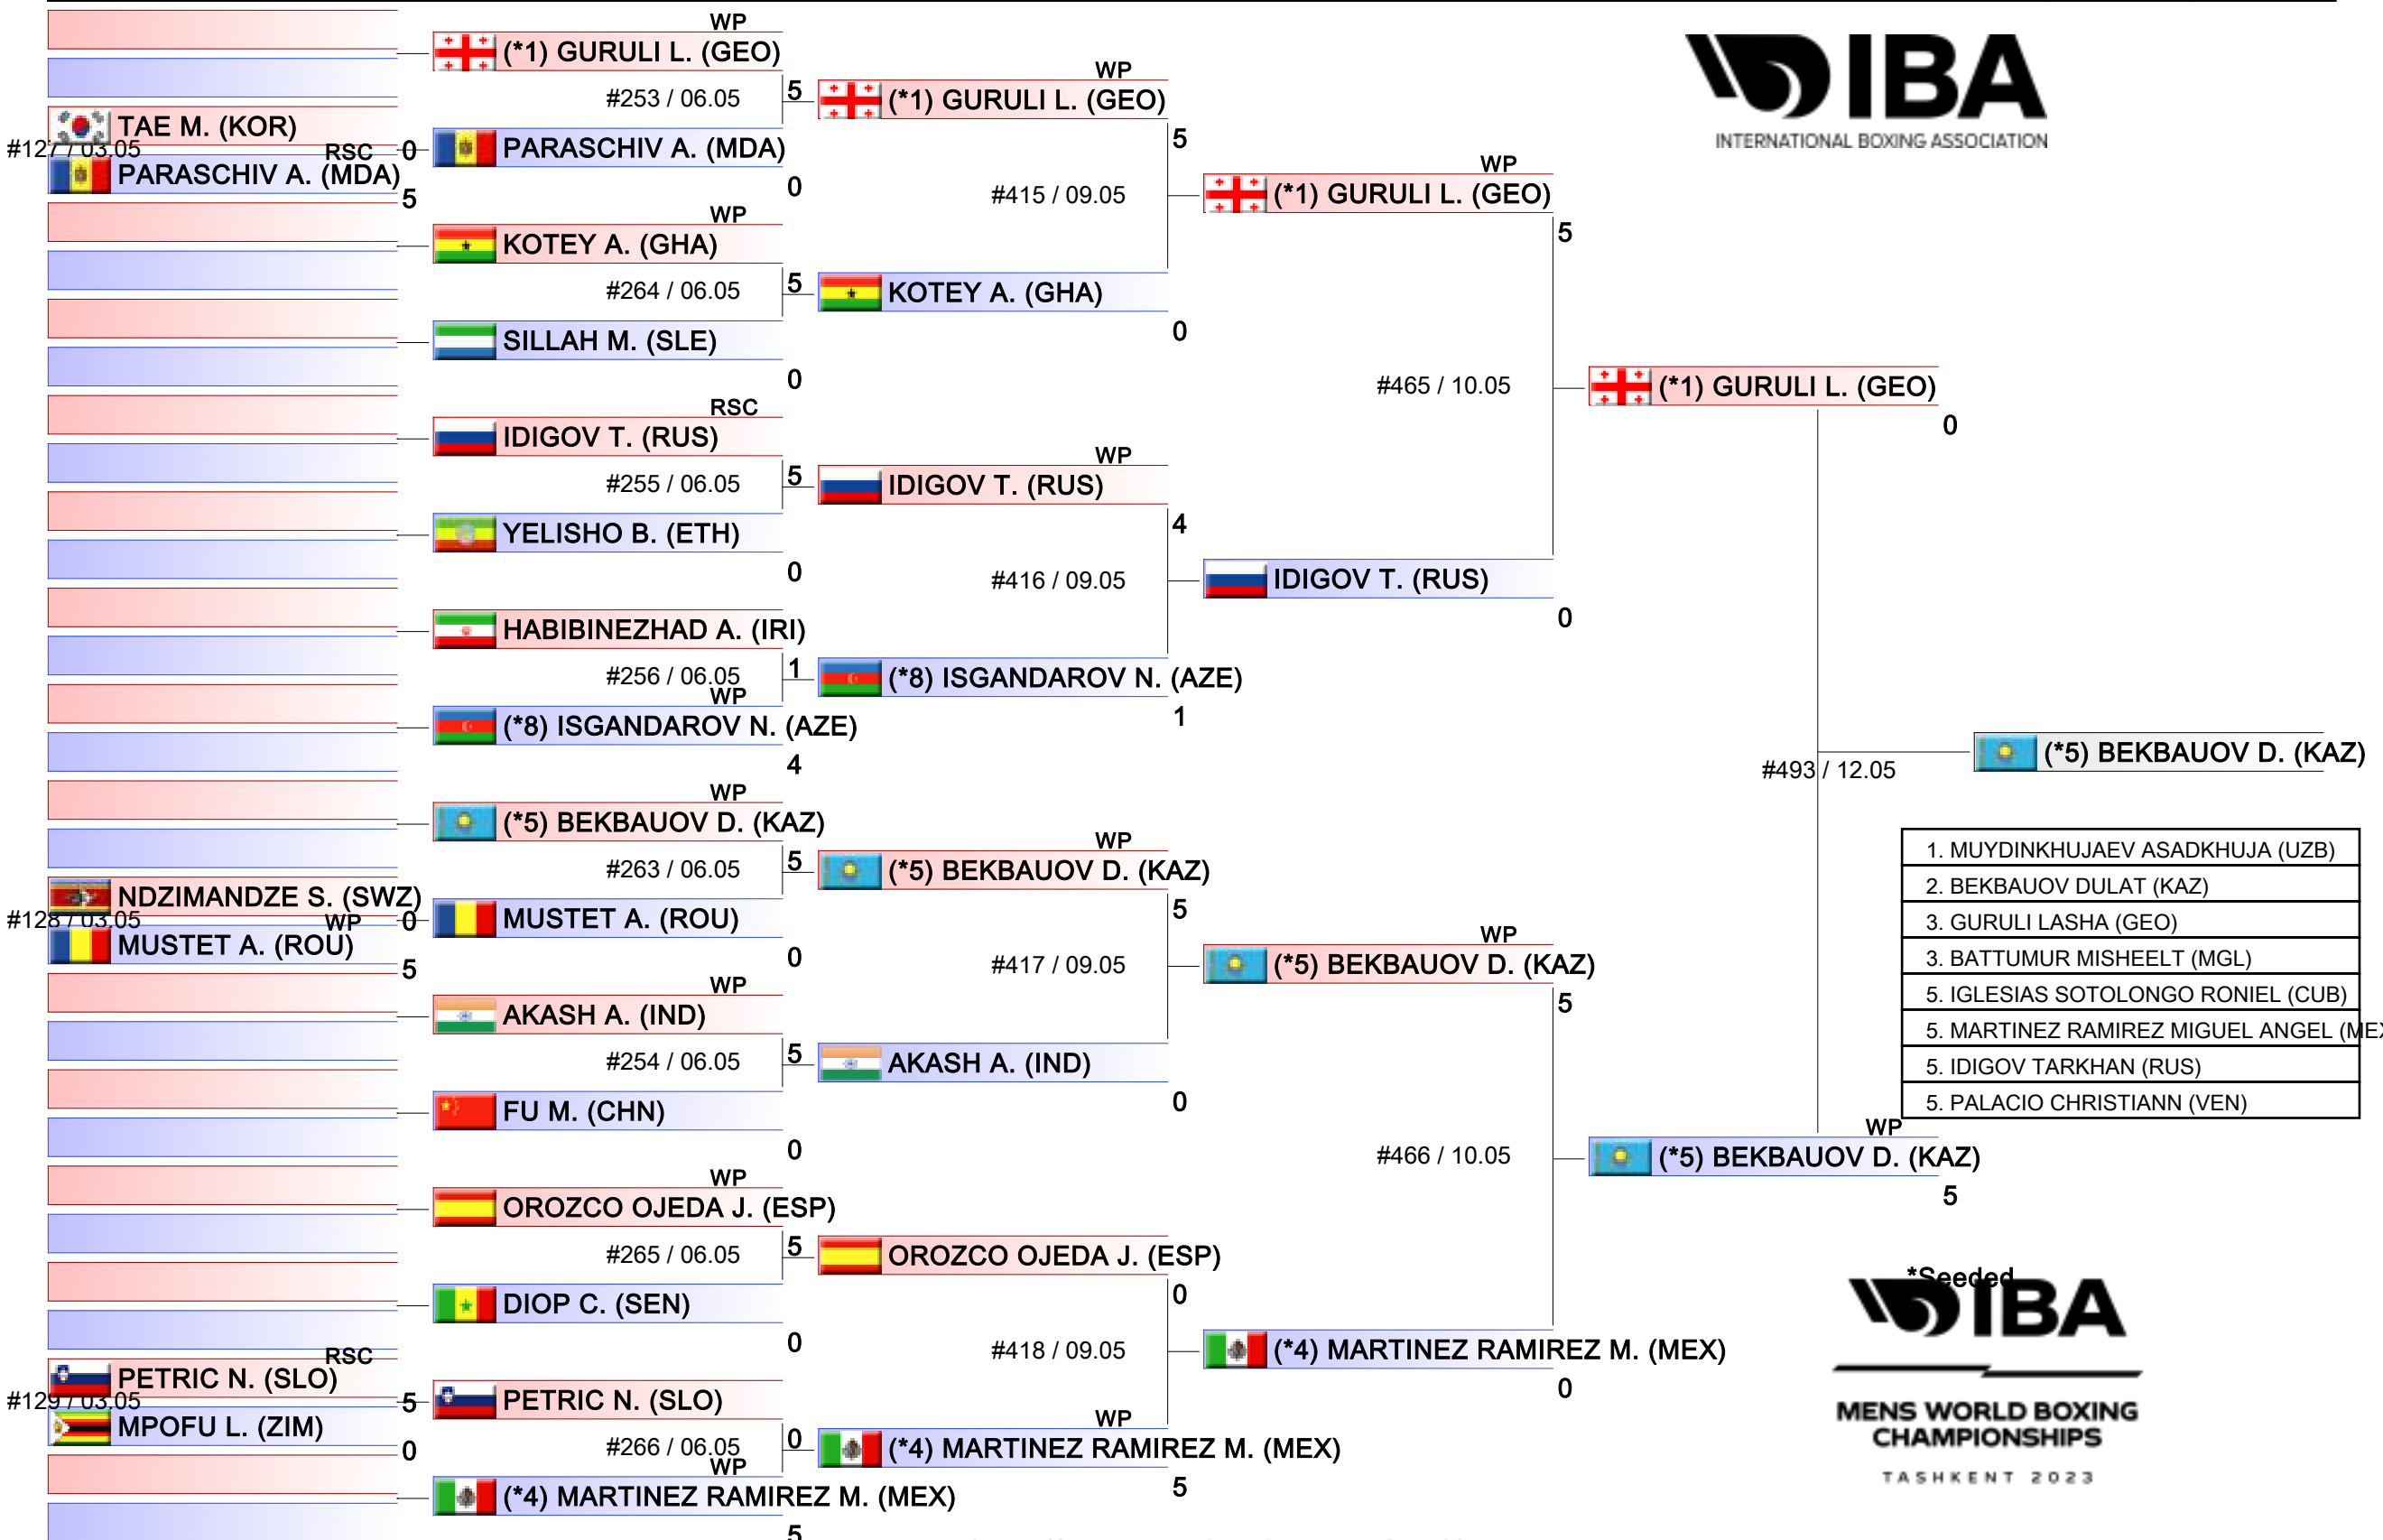 WP
(*1) GURULI L. (GEO)
#253 / 06.05
5
WP
(*1) GURULI L. (GEO)
IBA
INTERNATIONAL BOXING ASSOCIATION
TAE M. (KOR)
#127 / 03.05
RSC
0
PARASCHIV A. (MDA)
5
PARASCHIV A. (MDA)
0
5
#415 / 09.05
WP
(*1) GURULI L. (GEO)
5
WP
KOTEY A. (GHA)
#264 / 06.05
5
KOTEY A. (GHA)
0
SILLAH M. (SLE)
0
#465 / 10.05
(*1) GURULI L. (GEO)
0
RSC
IDIGOV T. (RUS)
#255 / 06.05
5
WP
IDIGOV T. (RUS)
4
YELISHO B. (ETH)
0
#416 / 09.05
IDIGOV T. (RUS)
0
HABIBINEZHAD A. (IRI)
#256 / 06.05
1
WP
(*8) ISGANDAROV N. (AZE)
1
(*8) ISGANDAROV N. (AZE)
4
#493 / 12.05
(*5) BEKBAUOV D. (KAZ)
WP
(*5) BEKBAUOV D. (KAZ)
#263 / 06.05
5
WP
(*5) BEKBAUOV D. (KAZ)
5
NDZIMANDZE S. (SWZ)
#128 / 03.05
WP
0
MUSTET A. (ROU)
5
MUSTET A. (ROU)
0
#417 / 09.05
WP
(*5) BEKBAUOV D. (KAZ)
5
1. MUYDINKHUJAEV ASADKHUJA (UZB)
2. BEKBAUOV DULAT (KAZ)
3. GURULI LASHA (GEO)
3. BATTUMUR MISHEELT (MGL)
5. IGLESIAS SOTOLONGO RONIEL (CUB)
5. MARTINEZ RAMIREZ MIGUEL ANGEL (MEX
5. IDIGOV TARKHAN (RUS)
5. PALACIO CHRISTIANN (VEN)
WP
AKASH A. (IND)
#254 / 06.05
5
AKASH A. (IND)
0
FU M. (CHN)
0
#466 / 10.05
WP
(*5) BEKBAUOV D. (KAZ)
5
WP
OROZCO OJEDA J. (ESP)
#265 / 06.05
5
OROZCO OJEDA J. (ESP)
0
DIOP C. (SEN)
0
#418 / 09.05
(*4) MARTINEZ RAMIREZ M. (MEX)
0
RSC
PETRIC N. (SLO)
#129 / 03.05
5
MPOFU L. (ZIM)
0
PETRIC N. (SLO)
#266 / 06.05
0
WP
WP
(*4) MARTINEZ RAMIREZ M. (MEX)
5
(*4) MARTINEZ RAMIREZ M. (MEX)
5
*Seeded
IBA
MENS WORLD BOXING
CHAMPIONSHIPS
TASHKENT 2023